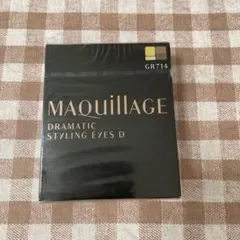 GR714
MAQuillAGE
DRAMATIC
STYLING EYES D